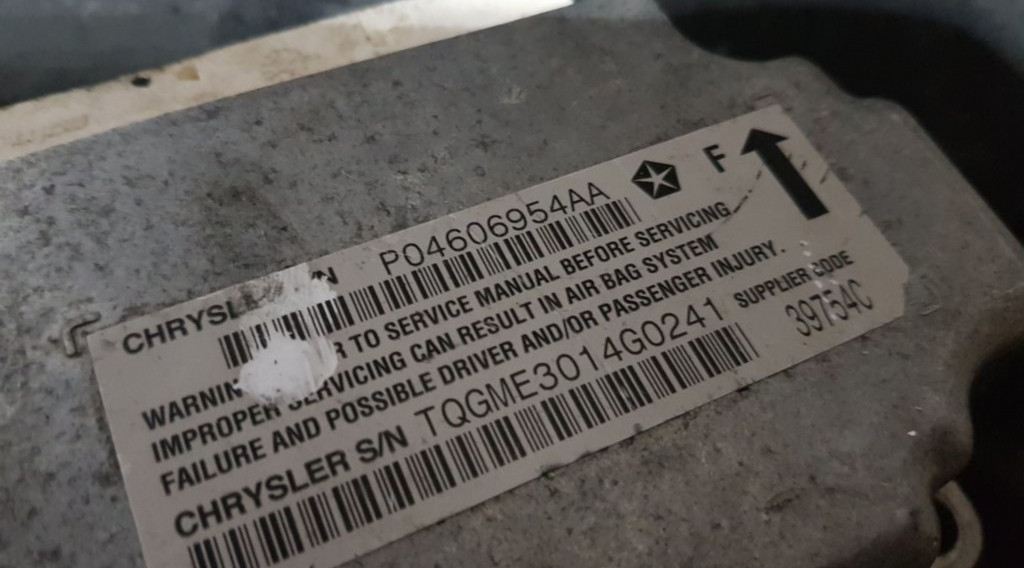 P04606954AA F
WARNIN R TO SERVICE MANUAL BEFORE SERVICING
IMPROPER SERVICING CAN RESULT IN AIR BAG SYSTEM
FAILURE AND POSSIBLE DRIVER AND/OR PASSENGER INJURY.
CHRYSLER S/N TQGME3014G0241 SUPPLIER CODE
39754C